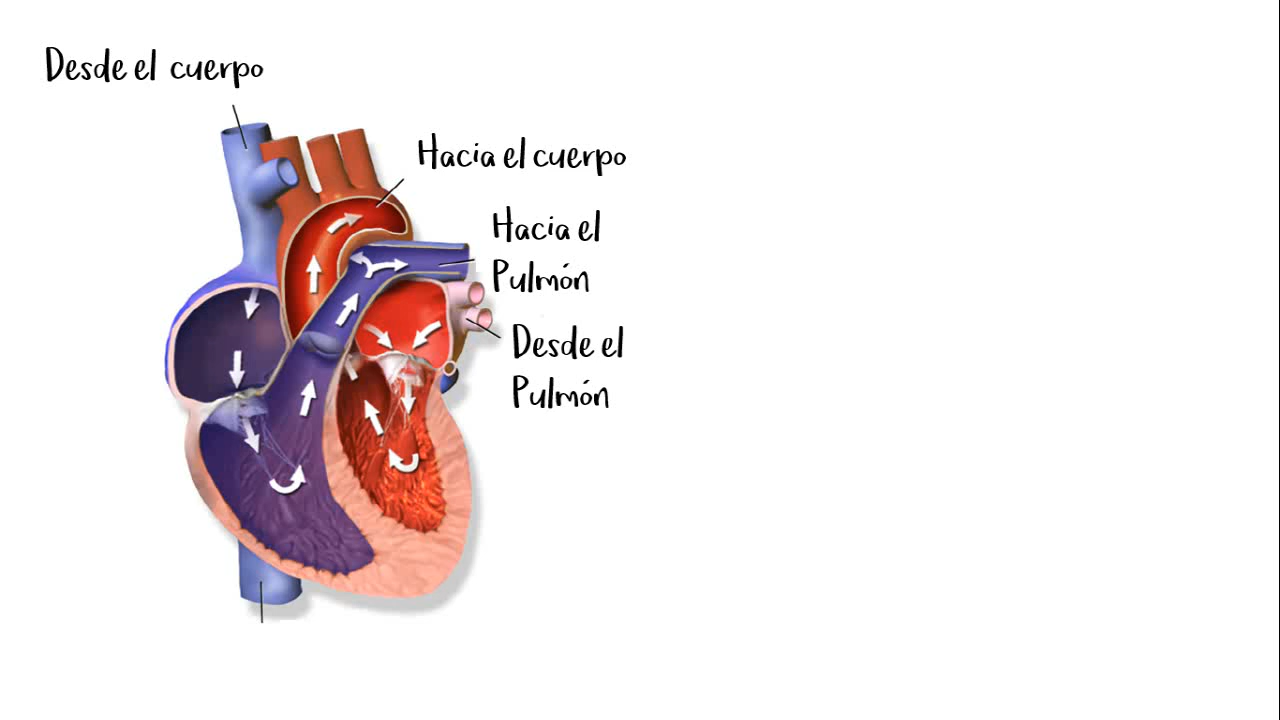 Desde el cuerpo
Hacia el cuerpo
Hacia el
Pulmón
Desde el
Pulmón